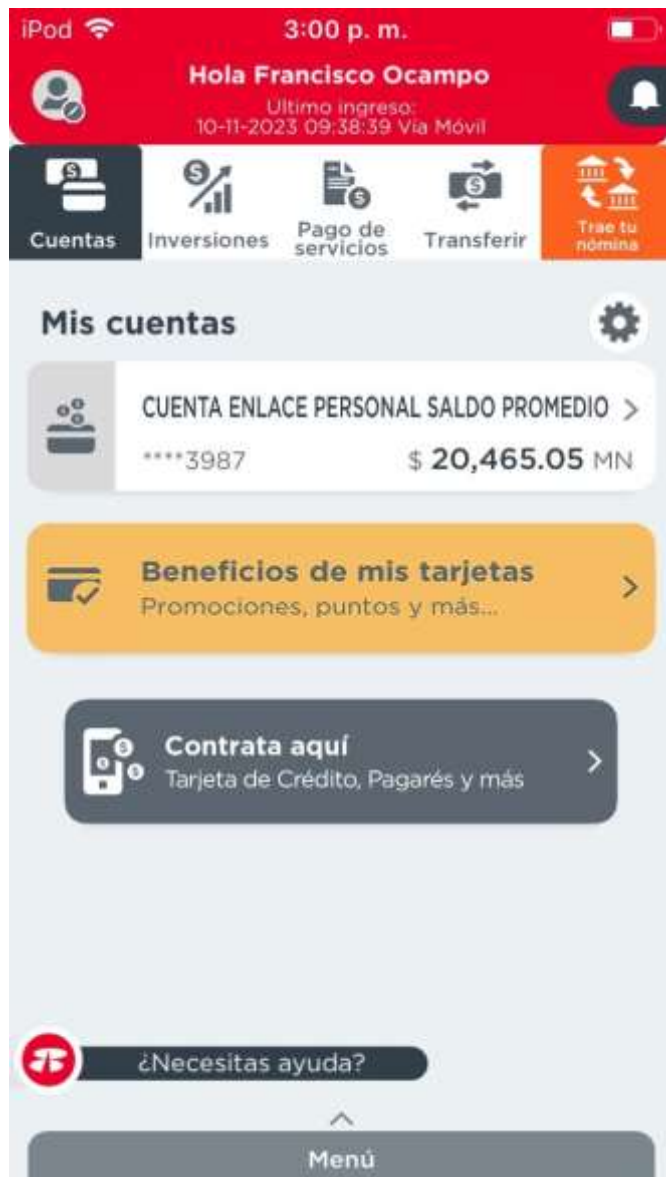 iPod
3:00 p. m.
Hola Francisco Ocampo
Ultimo ingreso:
10-11-2023 09:38:39 Vía Móvil
Cuentas
Inversiones
Pago de
servicios
Transferir
Trae tu
nómina
Mis cuentas
CUENTA ENLACE PERSONAL SALDO PROMEDIO >
****3987 $ 20,465.05 MN
Beneficios de mis tarjetas
Promociones, puntos y más...
Contrata aquí
Tarjeta de Crédito, Pagarés y más
¿Necesitas ayuda?
Menú